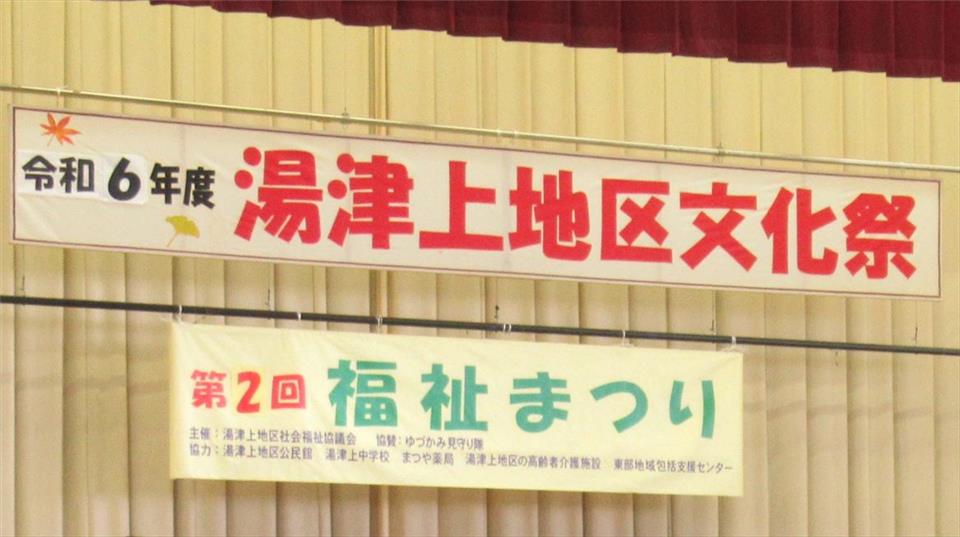 令和6年度 湯津上地区文化祭
第2回 福祉まつり
主催:湯津上地区社会福祉協議会 協賛:ゆづかみ見守り隊
協力:湯津上地区公民館 湯津上中学校 まつや薬局 湯津上地区の高齢者介護施設 東部地域包括支援センター